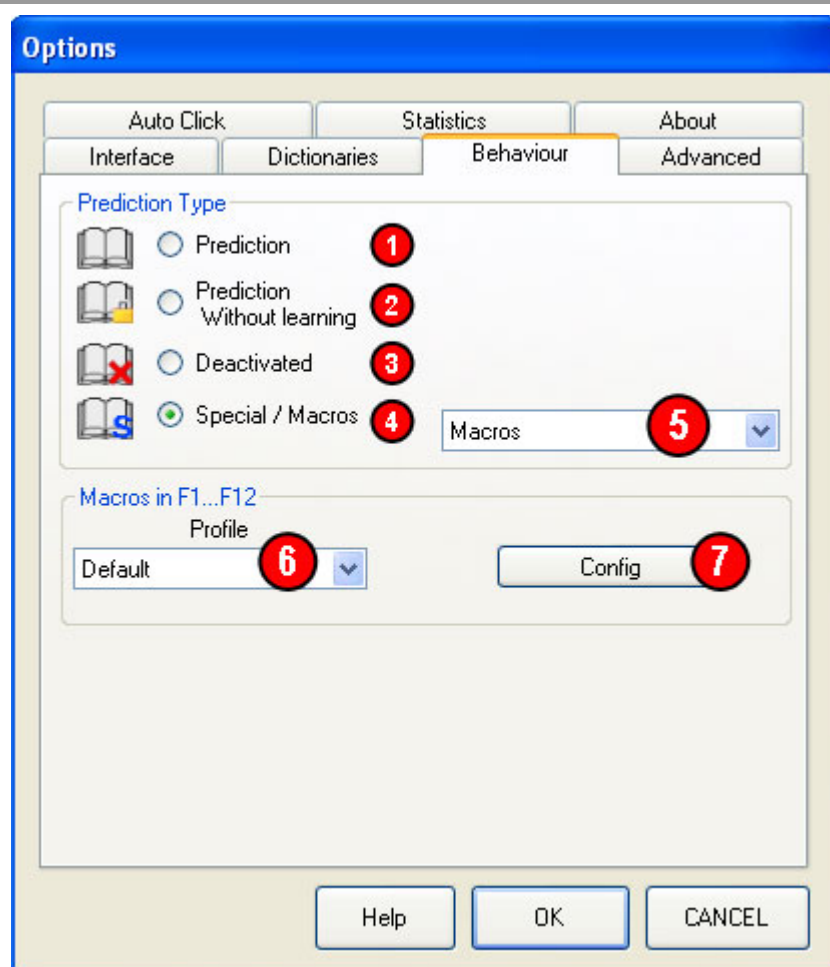 Options
Auto Click Statistics About
Interface Dictionaries Behaviour Advanced
Prediction Type
Prediction 1
Prediction
Without learning 2
Deactivated 3
S Special / Macros 4 Macros 5
Macros in F1...F12
Profile
Default 6 Config 7
Help OK CANCEL